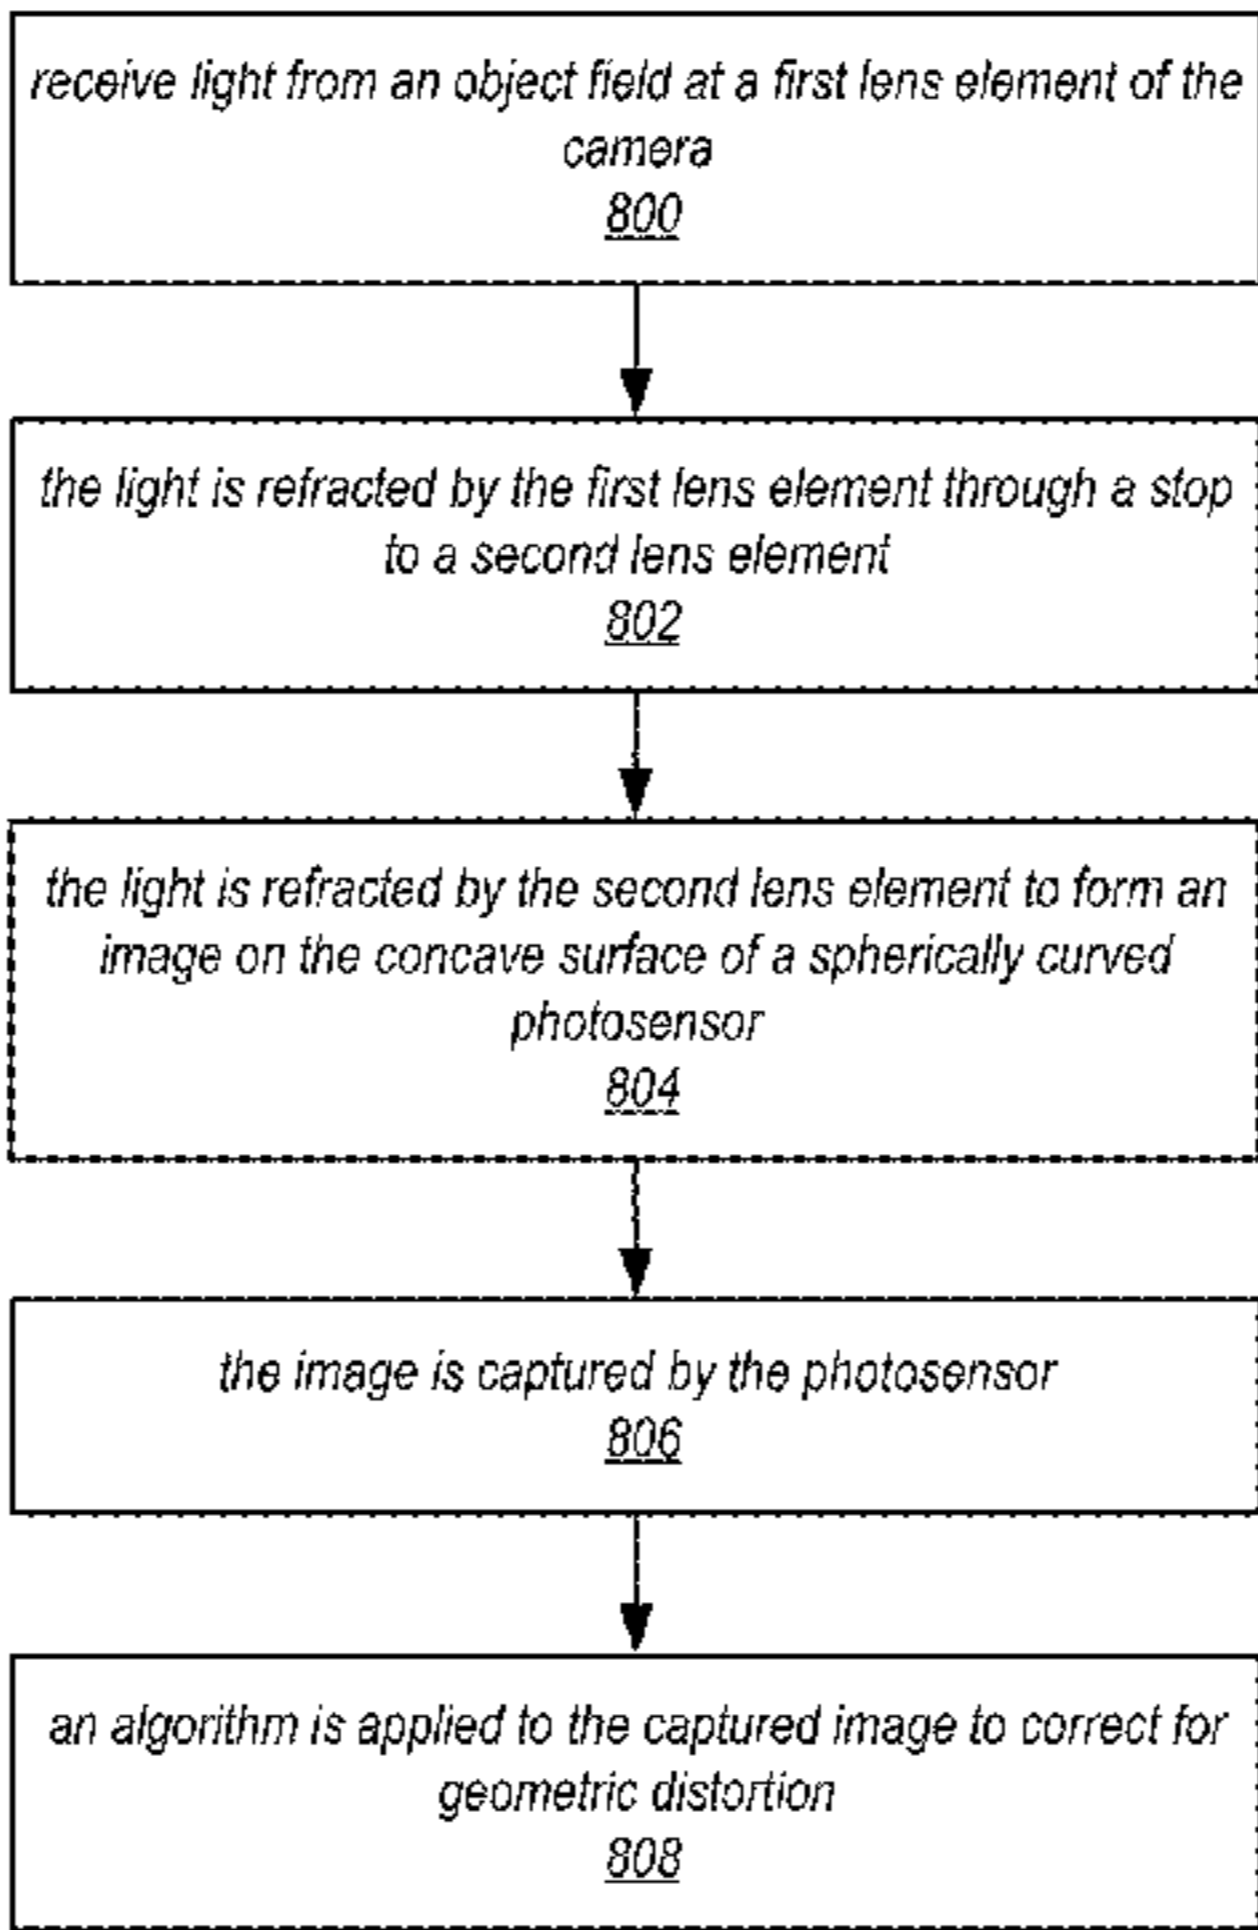 receive light from an object field at a first lens element of the
camera
800
the light is refracted by the first lens element through a stop
to a second lens element
802
the light is refracted by the second lens element to form an
image on the concave surface of a spherically curved
photosensor
804
the image is captured by the photosensor
806
an algorithm is applied to the captured image to correct for
geometric distortion
808